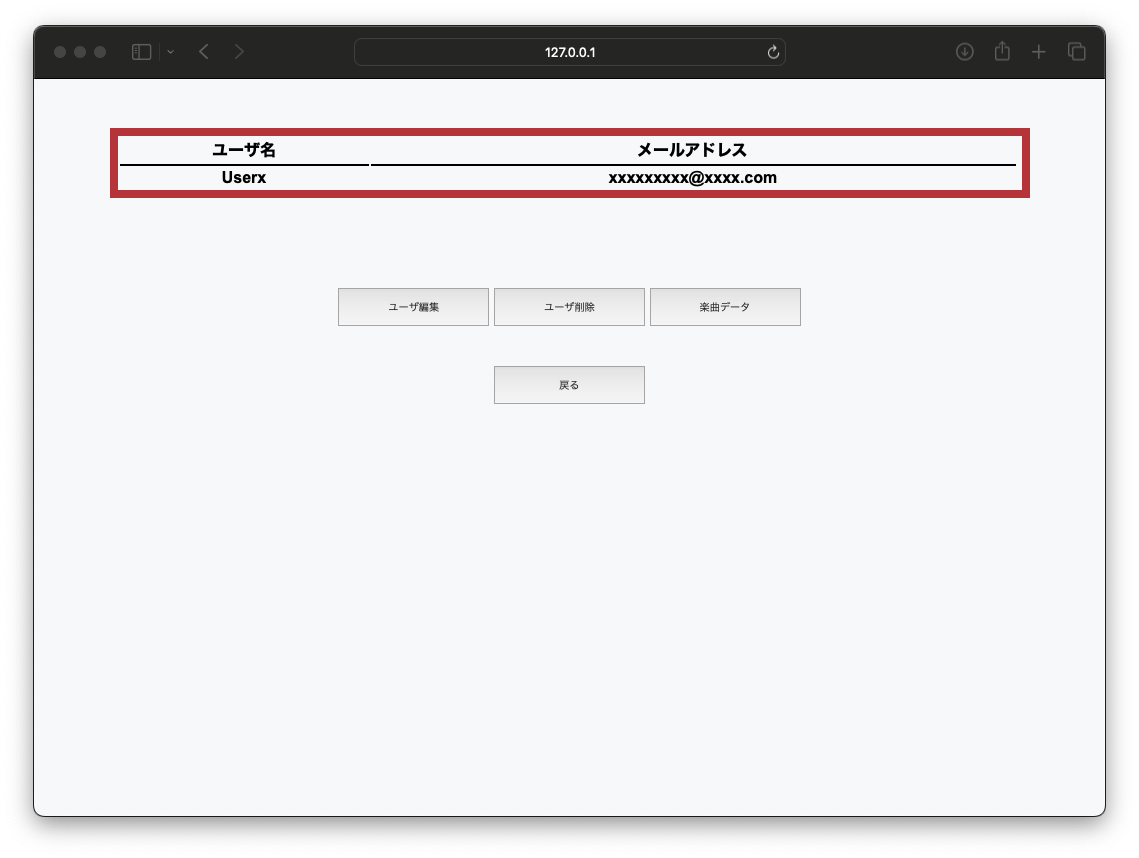 127.0.0.1
ユーザ名 メールアドレス
Userx xxxxxxxxx@xxxx.com
ユーザ編集 ユーザ削除 楽曲データ
戻る